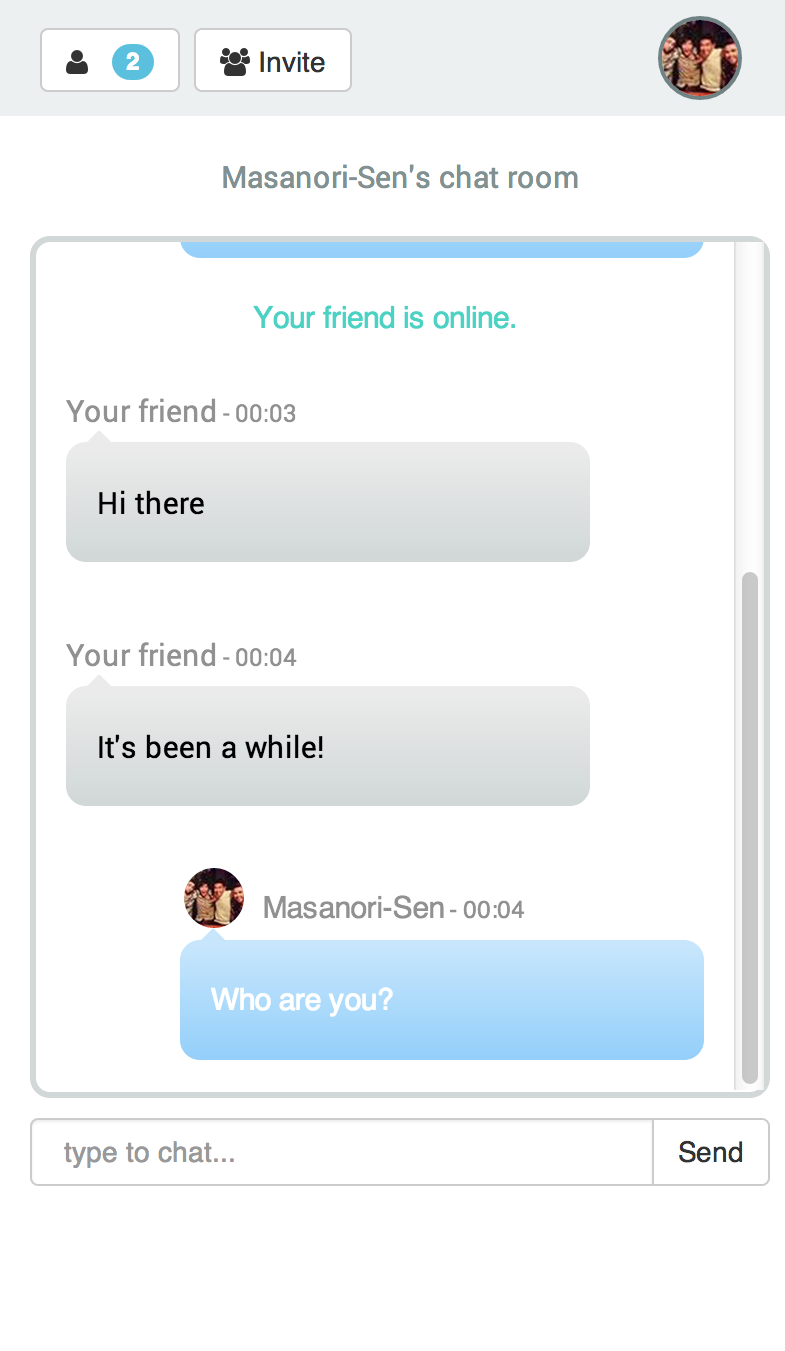 2 Invite
Masanori-Sen's chat room
Your friend is online.
Your friend - 00:03
Hi there
Your friend - 00:04
It's been a while!
Masanori-Sen - 00:04
Who are you?
type to chat... Send